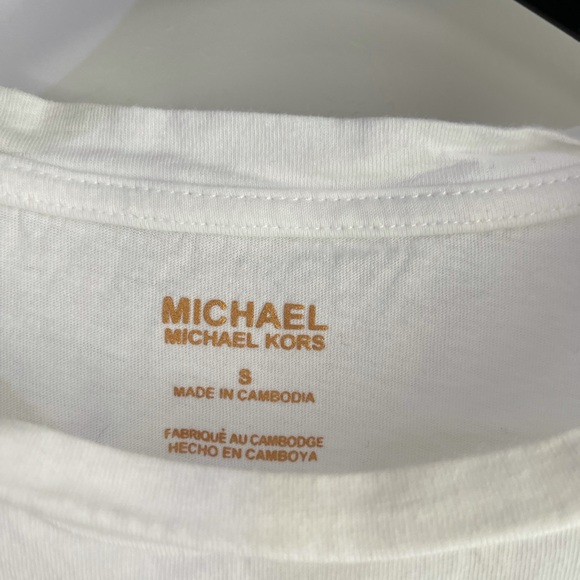 MICHAEL
MICHAEL KORS
S
MADE IN CAMBODIA
FABRIQUÉ AU CAMBODGE
HECHO EN CAMBOYA